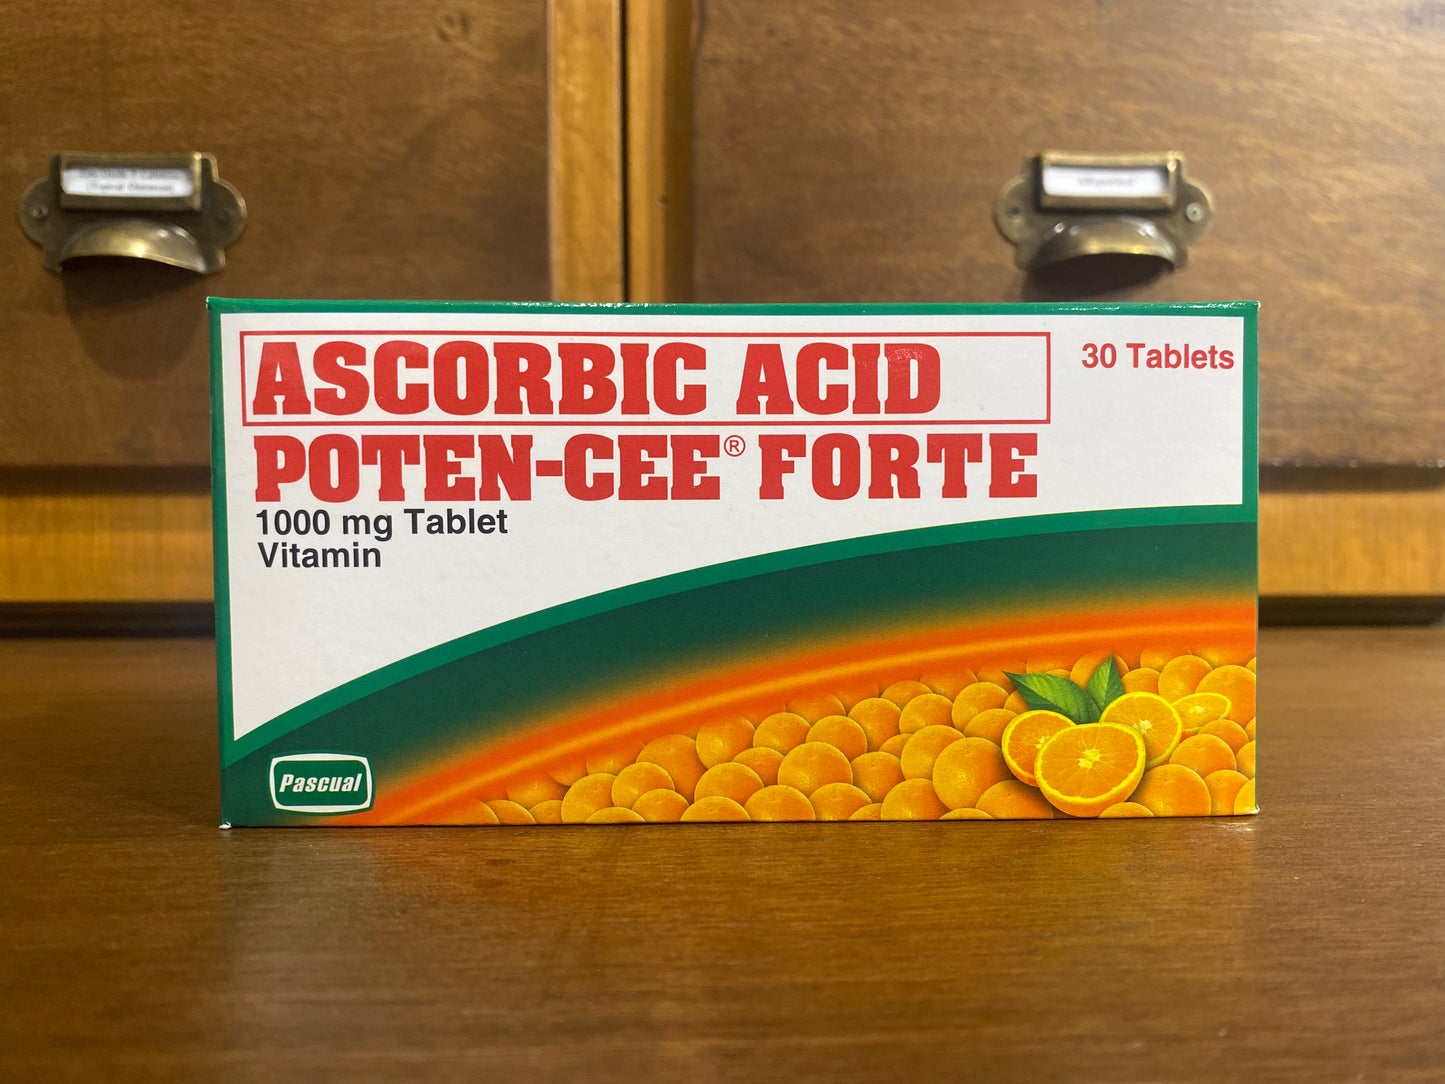 ASCORBIC ACID
30 Tablets
POTEN-CEE® FORTE
1000 mg Tablet
Vitamin
Pascual